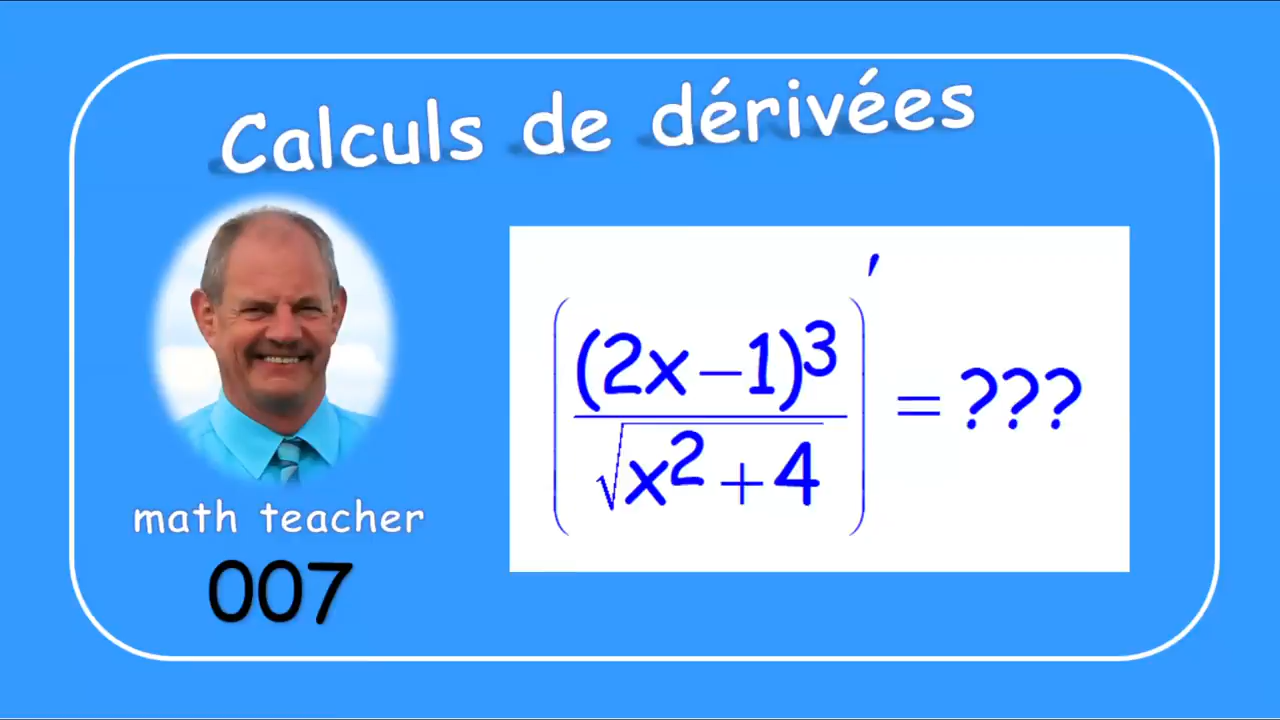 Calculs de dérivées
((2x−1)³ / √(x²+4))′ = ???
math teacher
007